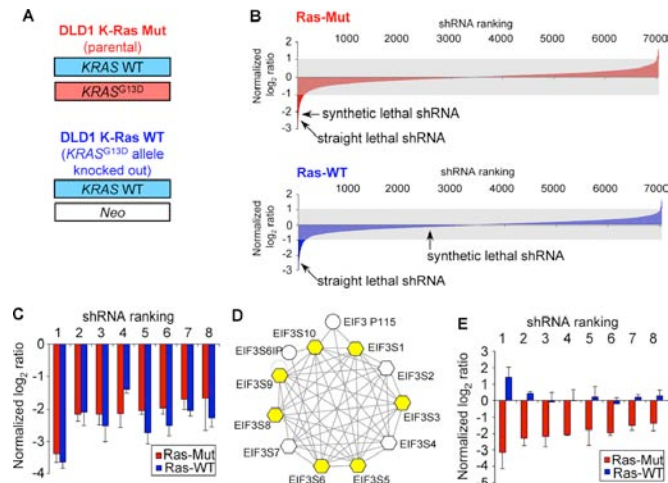 A
DLD1 K-Ras Mut
(parental)
KRAS WT
KRASG13D
DLD1 K-Ras WT
(KRASG13D allele
knocked out)
KRAS WT
Neo
B
Ras-Mut
shRNA ranking
1000 2000 3000 4000 5000 6000 7000
Normalized log2 ratio
2
1
0
-1
-2
-3
synthetic lethal shRNA
straight lethal shRNA
Ras-WT
shRNA ranking
1000 2000 3000 4000 5000 6000 7000
Normalized log2 ratio
2
1
0
-1
-2
-3
synthetic lethal shRNA
straight lethal shRNA
C
shRNA ranking
1 2 3 4 5 6 7 8
Normalized log2 ratio
0
-1
-2
-3
-4
Ras-Mut
Ras-WT
D
EIF3 P115
EIF3S10
EIF3S1
EIF3S6IP
EIF3S2
EIF3S9
EIF3S3
EIF3S8
EIF3S4
EIF3S7
EIF3S6
EIF3S5
E
shRNA ranking
1 2 3 4 5 6 7 8
Normalized log2 ratio
3
2
1
0
-1
-2
-3
-4
-5
Ras-Mut
Ras-WT